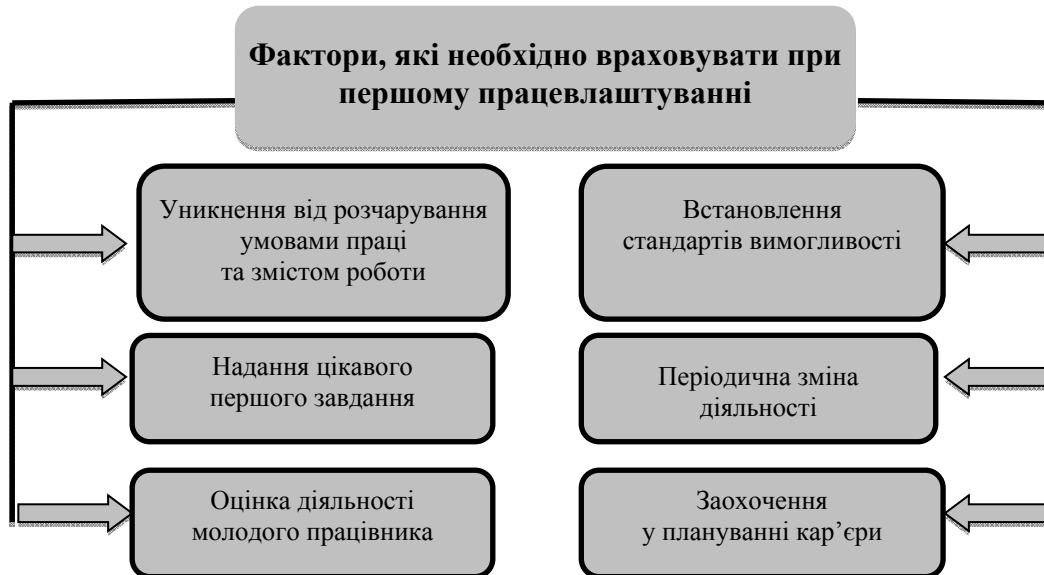 Фактори, які необхідно враховувати при
першому працевлаштуванні
Уникнення від розчарування
умовами праці
та змістом роботи
Встановлення
стандартів вимогливості
Надання цікавого
першого завдання
Періодична зміна
діяльності
Оцінка діяльності
молодого працівника
Заохочення
у плануванні кар’єри